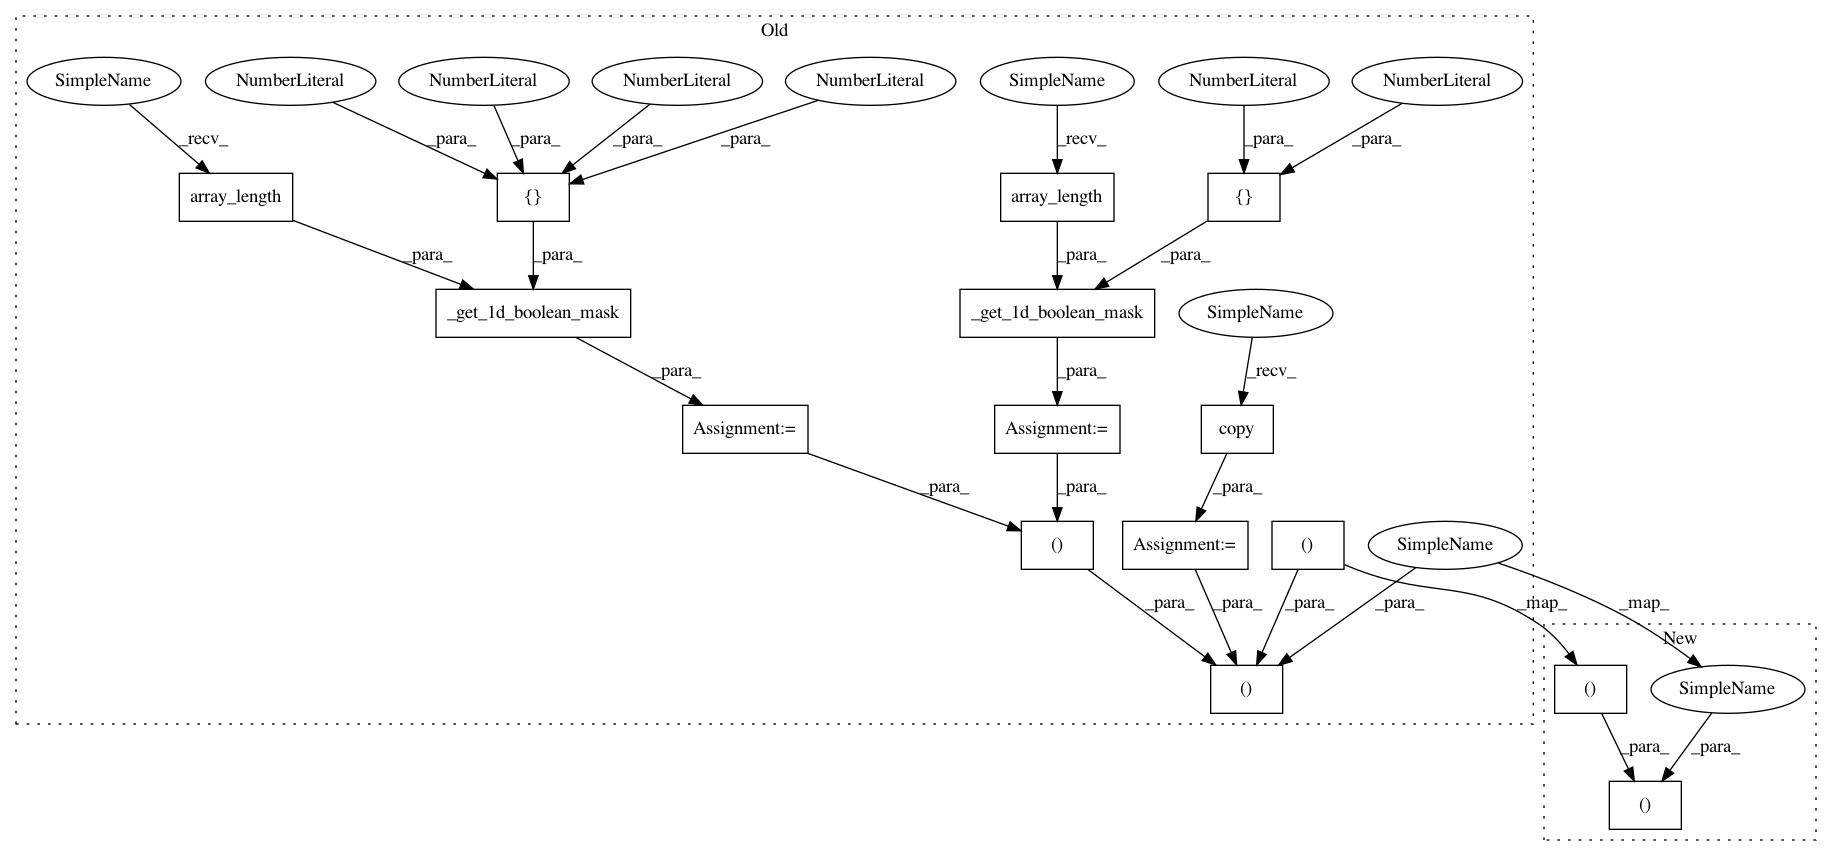 Old
SimpleName NumberLiteral NumberLiteral NumberLiteral NumberLiteral SimpleName NumberLiteral NumberLiteral
_recv_ _para_ _para_ _para_ _para_ _recv_ _para_ _para_
array_length {} array_length {}
_para_ _para_ _para_ _para_
_get_1d_boolean_mask _get_1d_boolean_mask SimpleName
_para_ _para_ _recv_
Assignment:= Assignment:= copy
_para_ _para_ _para_
() Assignment:= () SimpleName
_para_ _para_ _para_ _para_ _map_ _map_
New
() () SimpleName
_para_ _para_
()